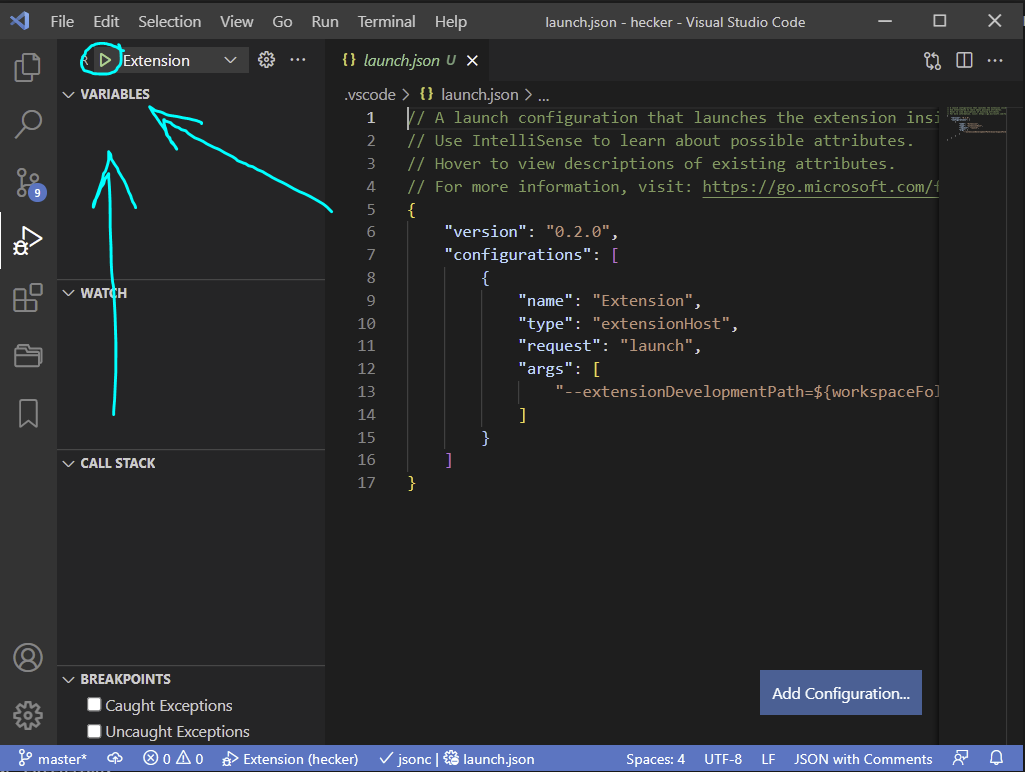 File Edit Selection View Go Run Terminal Help launch.json - hecker - Visual Studio Code
R Extension
launch.json U
VARIABLES
.vscode > {} launch.json > ...
1 // A launch configuration that launches the extension insi
2 // Use IntelliSense to learn about possible attributes.
3 // Hover to view descriptions of existing attributes.
4 // For more information, visit: https://go.microsoft.com/f
5 {
6 "version": "0.2.0",
7 "configurations": [
8 {
9 "name": "Extension",
10 "type": "extensionHost",
11 "request": "launch",
12 "args": [
13 "--extensionDevelopmentPath=${workspaceFol
14 ]
15 }
16 ]
17 }
9
WATCH
CALL STACK
BREAKPOINTS
Caught Exceptions
Uncaught Exceptions
Add Configuration...
master* 0 0 Extension (hecker) jsonc | launch.json Spaces: 4 UTF-8 LF JSON with Comments